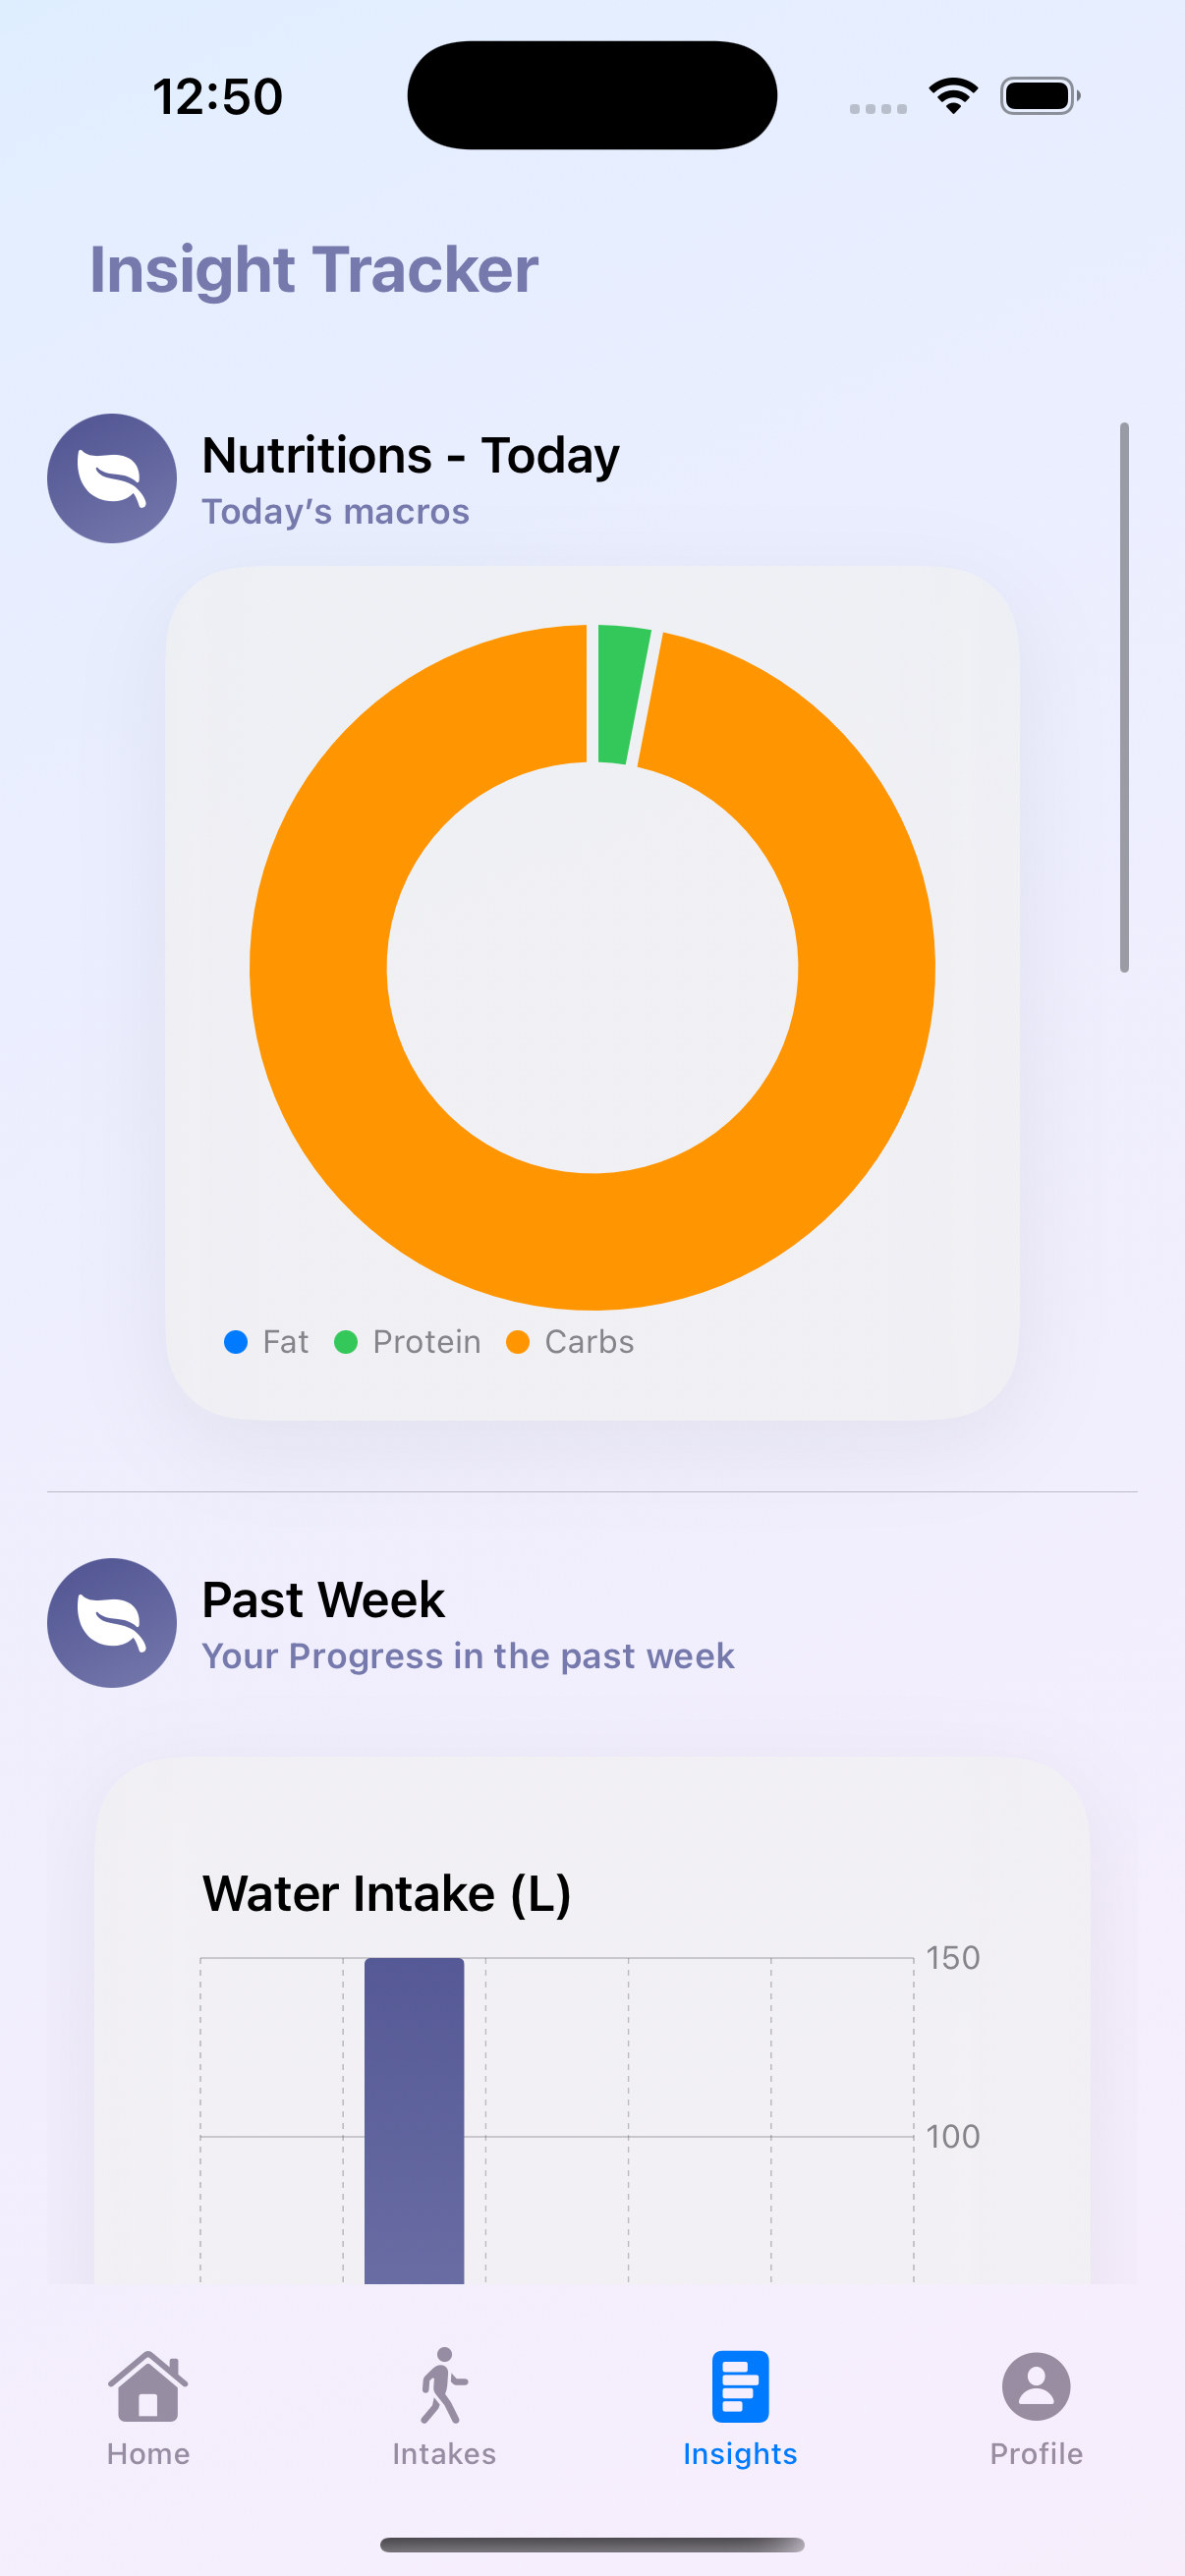 12:50
Insight Tracker
Nutritions - Today
Today’s macros
Fat Protein Carbs
Past Week
Your Progress in the past week
Water Intake (L)
150
100
Home Intakes Insights Profile